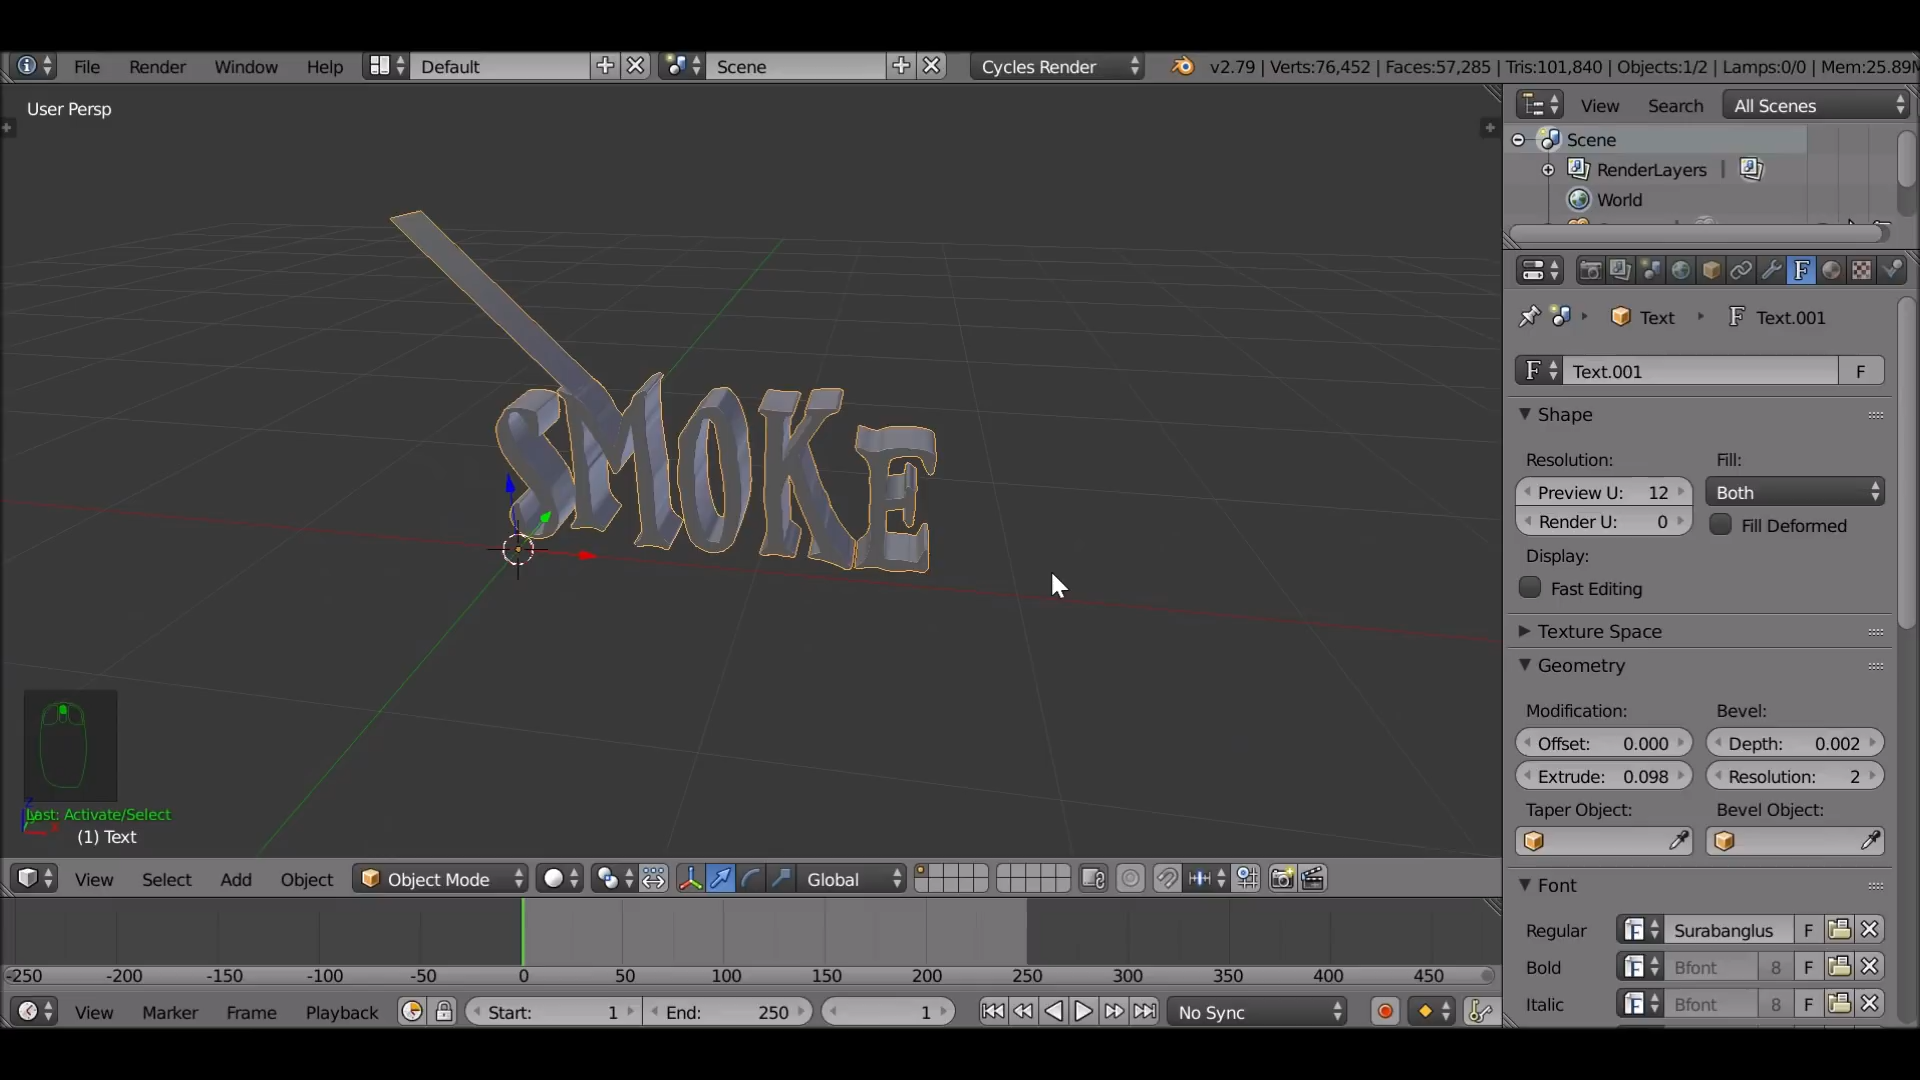 File Render Window Help Default Scene Cycles Render v2.79 | Verts:76,452 | Faces:57,285 | Tris:101,840 | Objects:1/2 | Lamps:0/0 | Mem:25.89M
User Persp
View Search All Scenes
Scene
RenderLayers
World
Text Text.001
F Text.001 F
Shape
Resolution: Fill:
Preview U: 12 Both
Render U: 0 Fill Deformed
Display:
Fast Editing
Texture Space
Geometry
Modification: Bevel:
Offset: 0.000 Depth: 0.002
Extrude: 0.098 Resolution: 2
Taper Object: Bevel Object:
Font
Regular F Surabanglus F
Bold F Bfont 8 F
Italic F Bfont 8 F
SMOKE
Last: Activate/Select
(1) Text
View Select Add Object Object Mode Global
-250 -200 -150 -100 -50 0 50 100 150 200 250 300 350 400 450
View Marker Frame Playback Start: 1 End: 250 1 No Sync